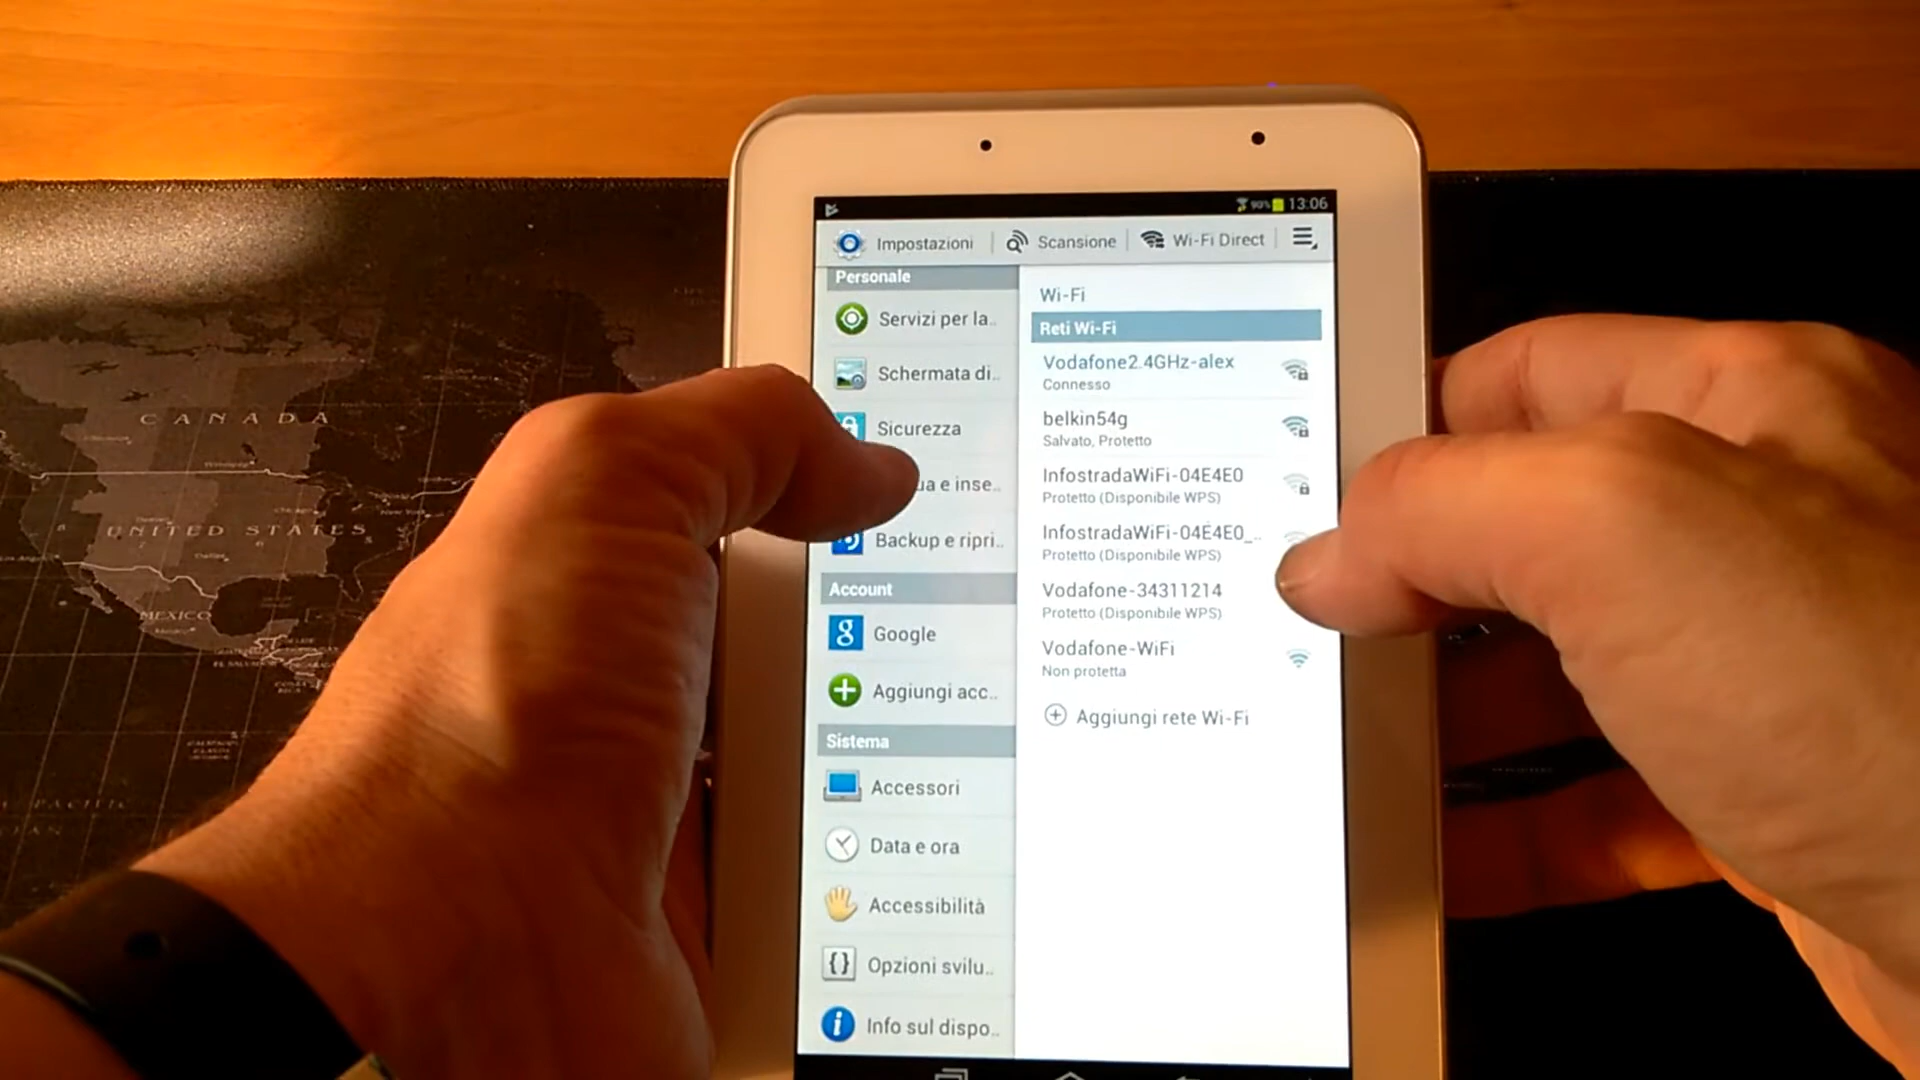 90% 13:06
Impostazioni Scansione Wi-Fi Direct
Personale
Servizi per la..
Schermata di..
Sicurezza
ua e inse..
Backup e ripri..
Account
Google
Aggiungi acc..
Sistema
Accessori
Data e ora
Accessibilità
Opzioni svilu..
Info sul dispo..
Wi-Fi
Reti Wi-Fi
Vodafone2.4GHz-alex
Connesso
belkin54g
Salvato, Protetto
InfostradaWiFi-04E4E0
Protetto (Disponibile WPS)
InfostradaWiFi-04E4E0_..
Protetto (Disponibile WPS)
Vodafone-34311214
Protetto (Disponibile WPS)
Vodafone-WiFi
Non protetta
Aggiungi rete Wi-Fi
CANADA
UNITED STATES
MEXICO